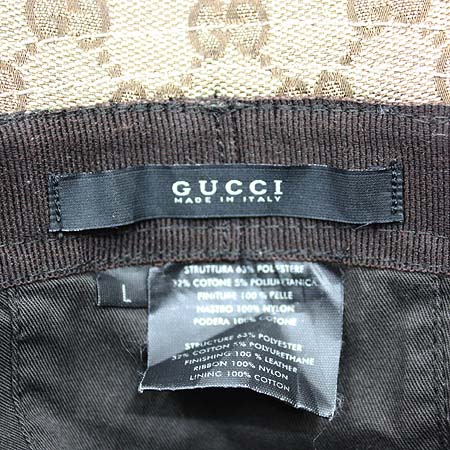 GUCCI
MADE IN ITALY
L
STRUTTURA 63% POLYESTERE
32% COTONE 5% POLIURETANICA
FINITURE 100% PELLE
NASTRO 100% NYLON
FODERA 100% COTONE
STRUCTURE 63% POLYESTER
32% COTTON 5% POLYURETHANE
FINISHING 100% LEATHER
RIBBON 100% NYLON
LINING 100% COTTON